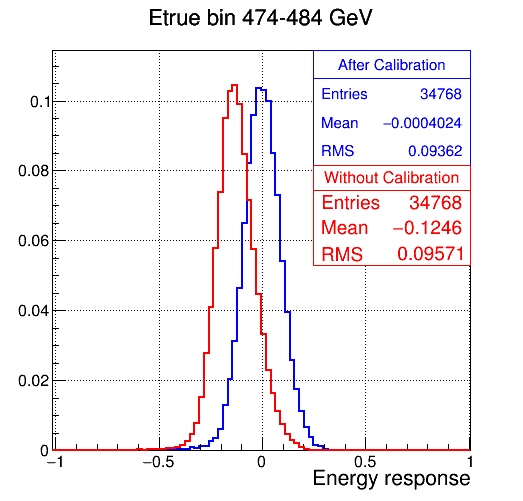 Etrue bin 474-484 GeV
After Calibration
Entries 34768
Mean −0.0004024
RMS 0.09362
Without Calibration
Entries 34768
Mean −0.1246
RMS 0.09571
0.1
0.08
0.06
0.04
0.02
0
−1 −0.5 0 0.5 1
Energy response